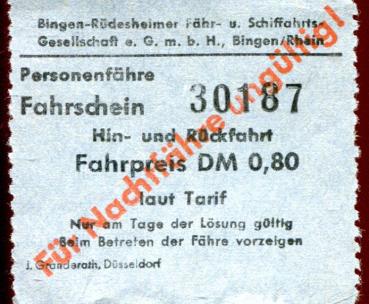 Bingen-Rüdesheimer Fähr- u. Schiffahrts-
Gesellschaft e. G. m. b. H., Bingen/Rhein
Personenfähre
Fahrschein 30187
Hin- und Rückfahrt
Fahrpreis DM 0,80
laut Tarif
Nur am Tage der Lösung gültig
Beim Betreten der Fähre vorzeigen
J. Granderath, Düsseldorf
Für Nachtfähre ungültig!